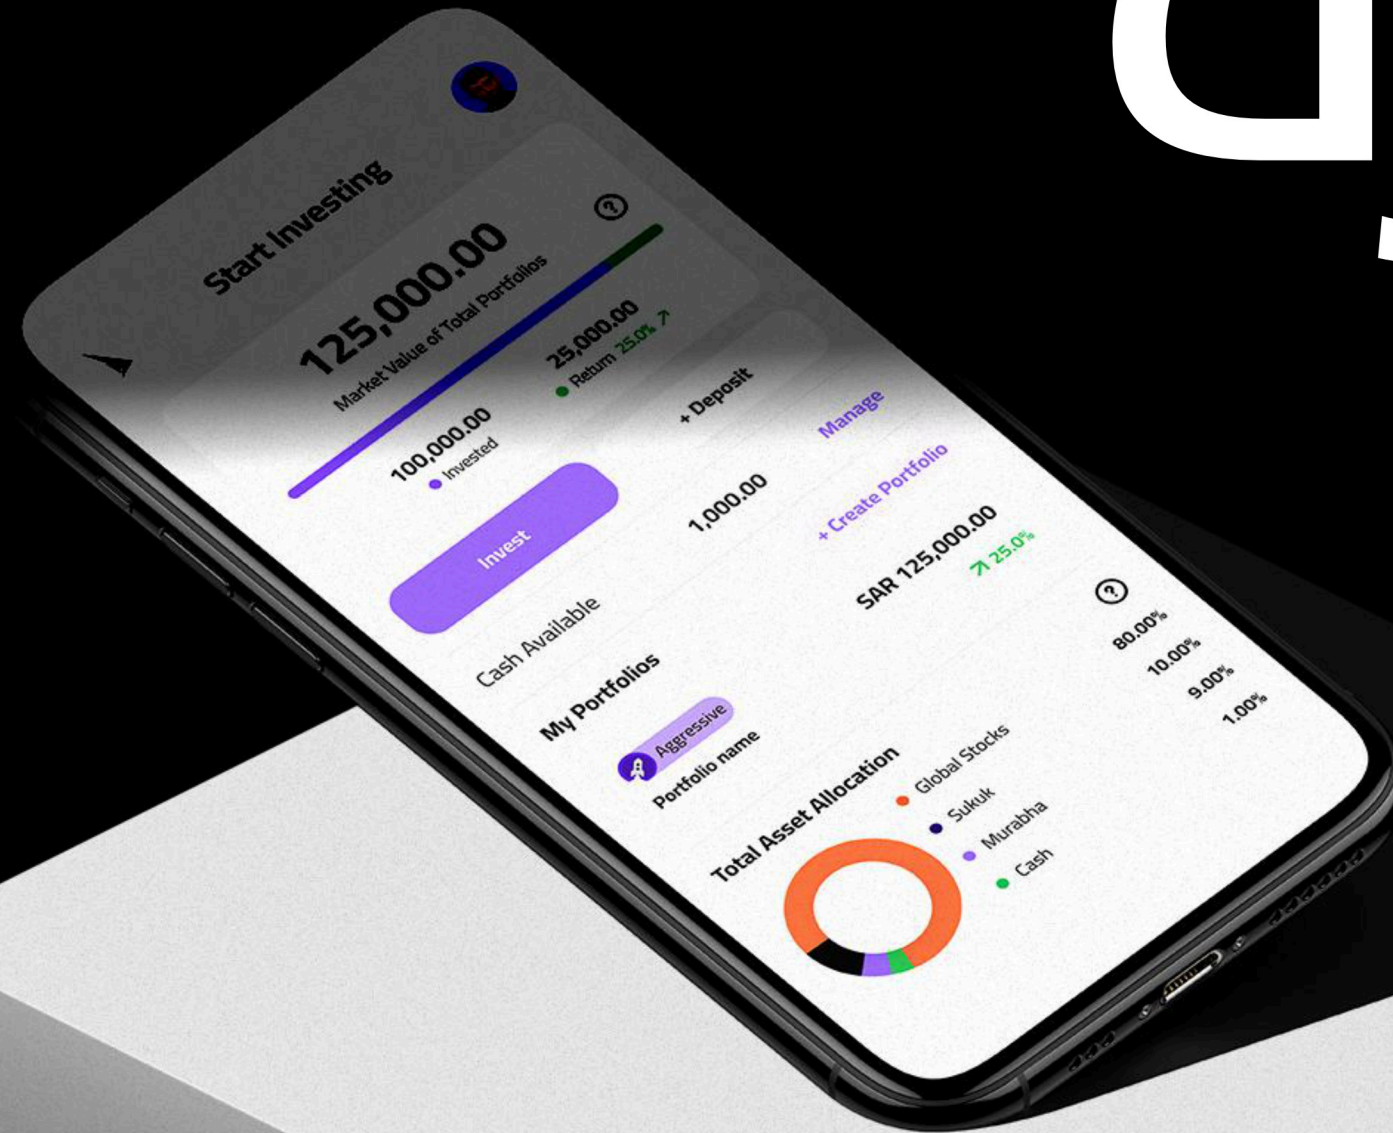 Start Investing
125,000.00
Market Value of Total Portfolios
100,000.00
Invested
25,000.00
Return 25.0%
Invest
+ Deposit
Cash Available
1,000.00
My Portfolios
Manage
+ Create Portfolio
Aggressive
Portfolio name
SAR 125,000.00
25.0%
Total Asset Allocation
Global Stocks 80.00%
Sukuk 10.00%
Murabha 9.00%
Cash 1.00%